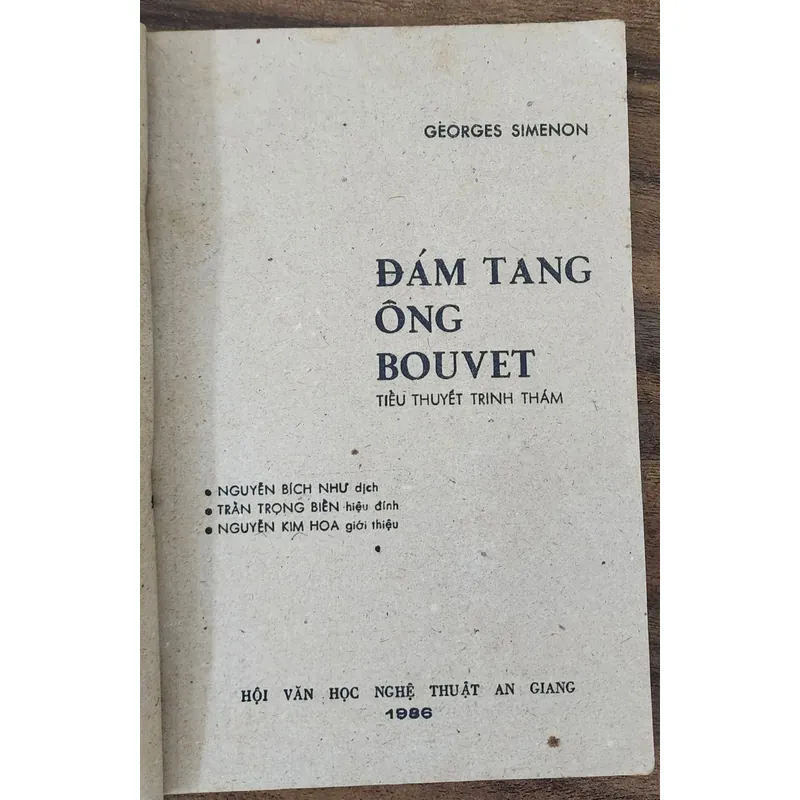 GEORGES SIMENON
ĐÁM TANG
ÔNG
BOUVET
TIỂU THUYẾT TRINH THÁM
• NGUYỄN BÍCH NHƯ dịch
• TRẦN TRỌNG BIỀN hiệu đính
• NGUYỄN KIM HOA giới thiệu
HỘI VĂN HỌC NGHỆ THUẬT AN GIANG
1986